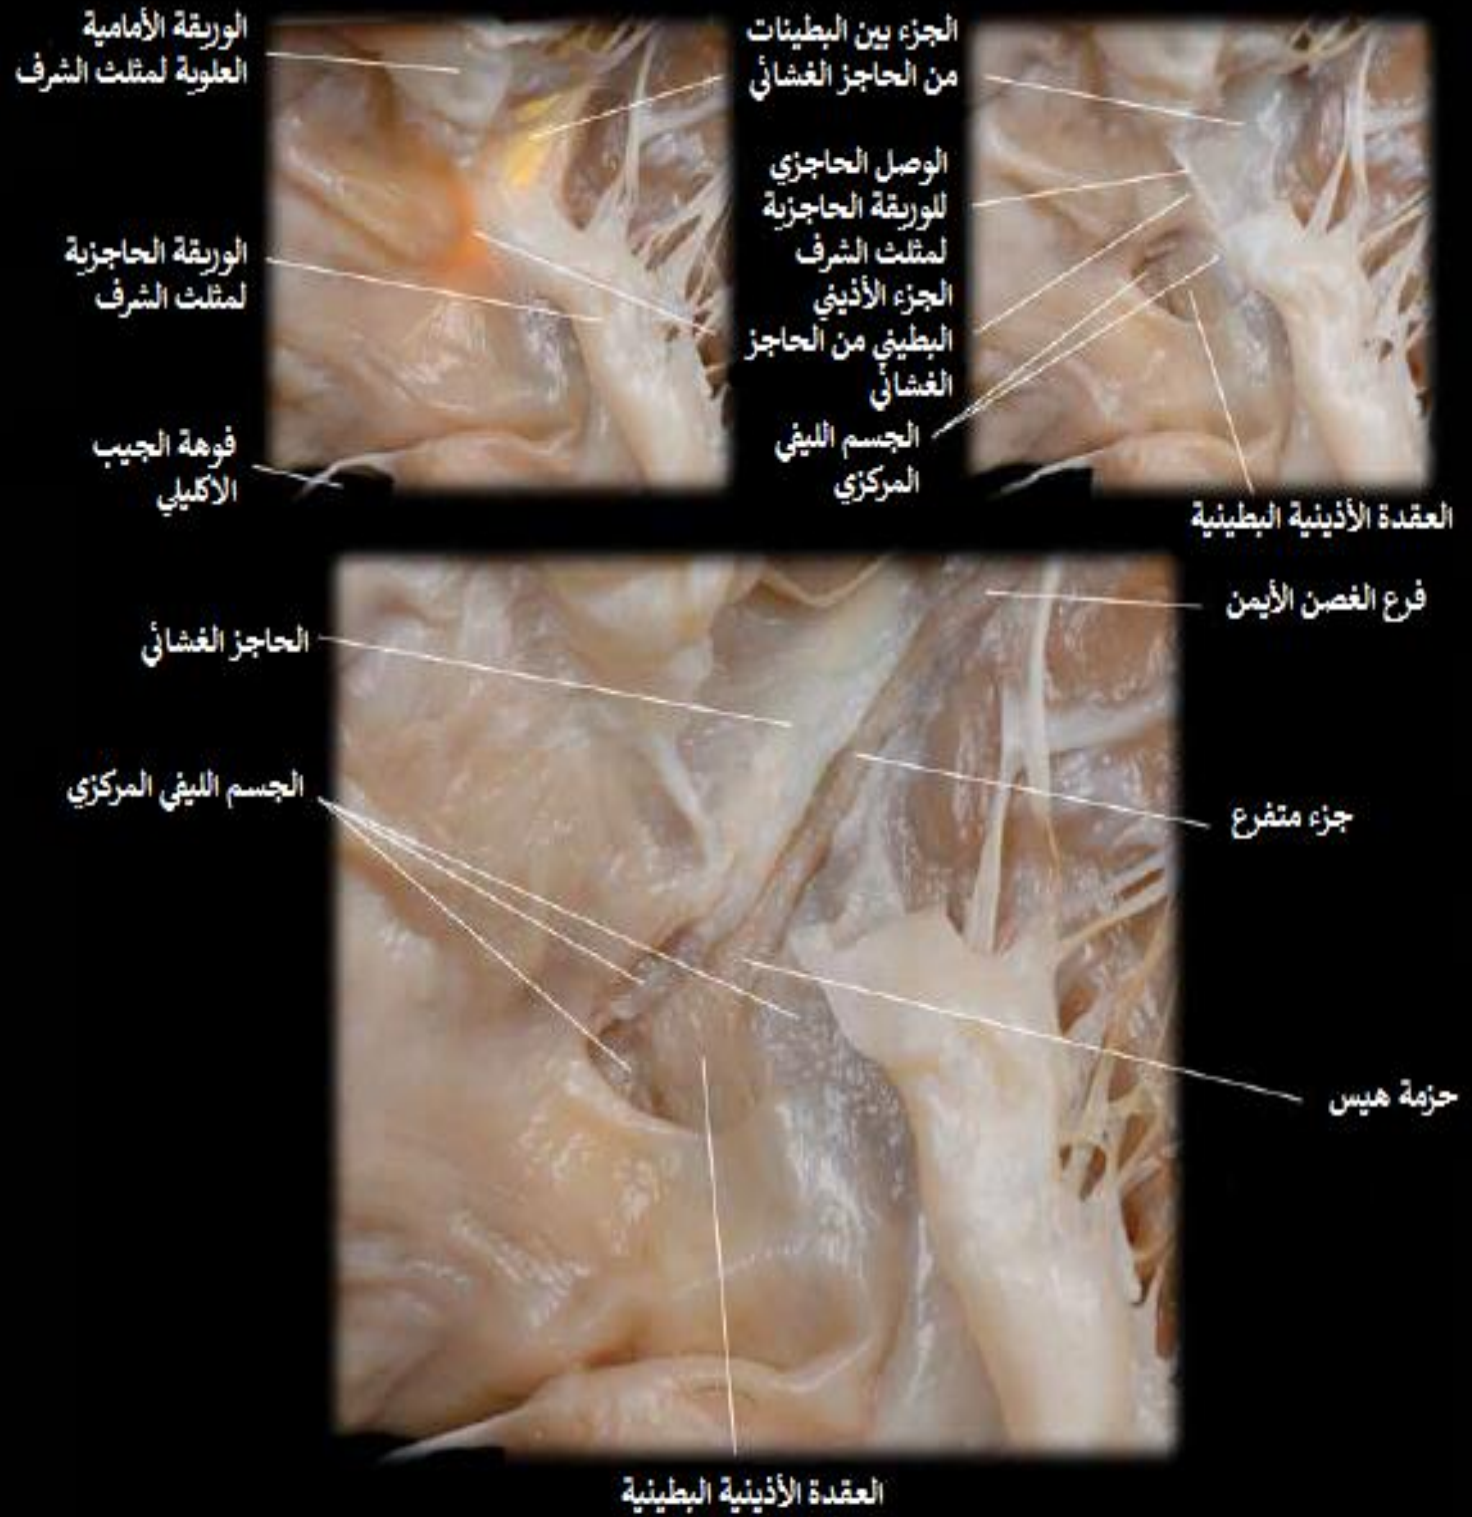 الوريقة الأمامية
العلوية لمثلث الشرف
الوريقة الحاجزية
لمثلث الشرف
فوهة الجيب
الاكليلي
الجزء بين البطينات
من الحاجز الغشائي
الوصل الحاجزي
للوريقة الحاجزية
لمثلث الشرف
الجزء الأذيني
البطيني من الحاجز
الغشائي
الجسم الليفي
المركزي
العقدة الأذينية البطينية
فرع الغصن الأيمن
الحاجز الغشائي
الجسم الليفي المركزي
جزء متفرع
حزمة هيس
العقدة الأذينية البطينية